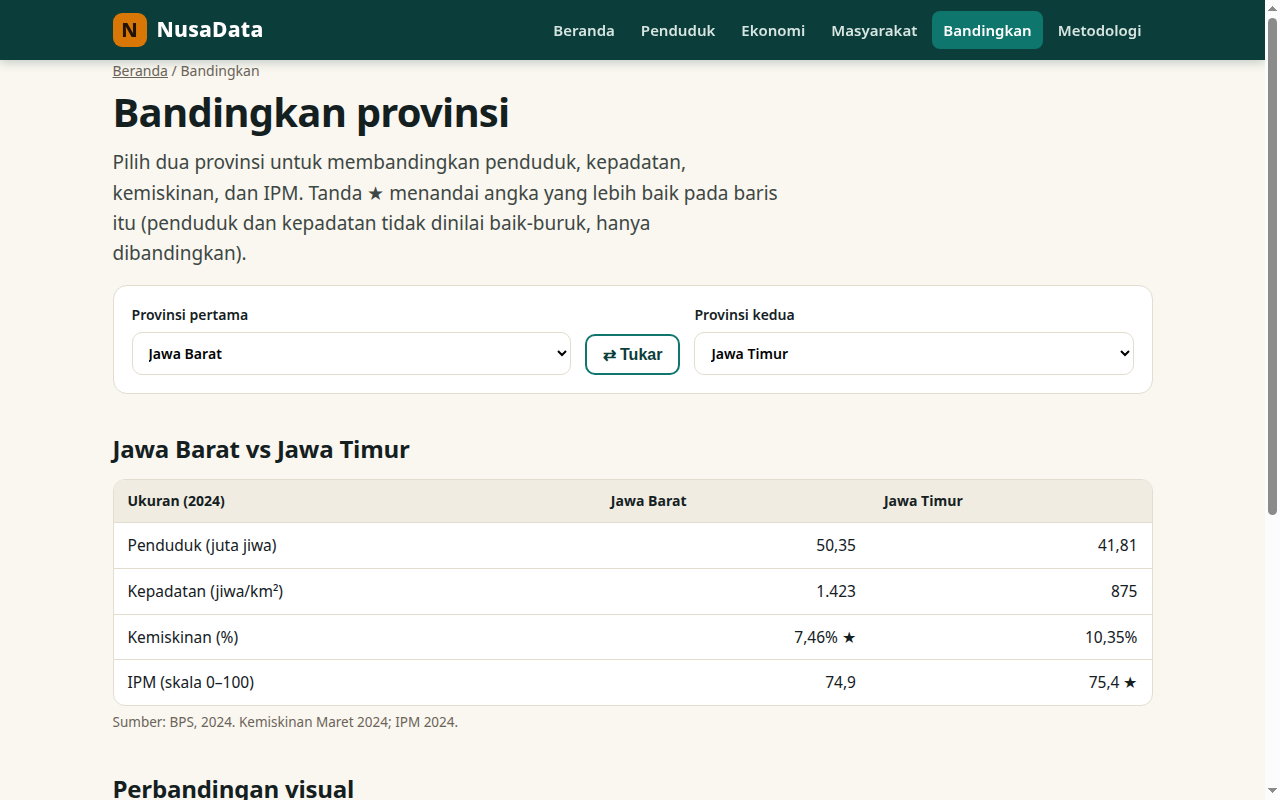 N NusaData
Beranda Penduduk Ekonomi Masyarakat Bandingkan Metodologi
Beranda / Bandingkan
Bandingkan provinsi
Pilih dua provinsi untuk membandingkan penduduk, kepadatan,
kemiskinan, dan IPM. Tanda ★ menandai angka yang lebih baik pada baris
itu (penduduk dan kepadatan tidak dinilai baik-buruk, hanya
dibandingkan).
Provinsi pertama
Jawa Barat
⇄ Tukar
Provinsi kedua
Jawa Timur
Jawa Barat vs Jawa Timur
Ukuran (2024) Jawa Barat Jawa Timur
Penduduk (juta jiwa) 50,35 41,81
Kepadatan (jiwa/km²) 1.423 875
Kemiskinan (%) 7,46% ★ 10,35%
IPM (skala 0–100) 74,9 75,4 ★
Sumber: BPS, 2024. Kemiskinan Maret 2024; IPM 2024.
Perbandingan visual